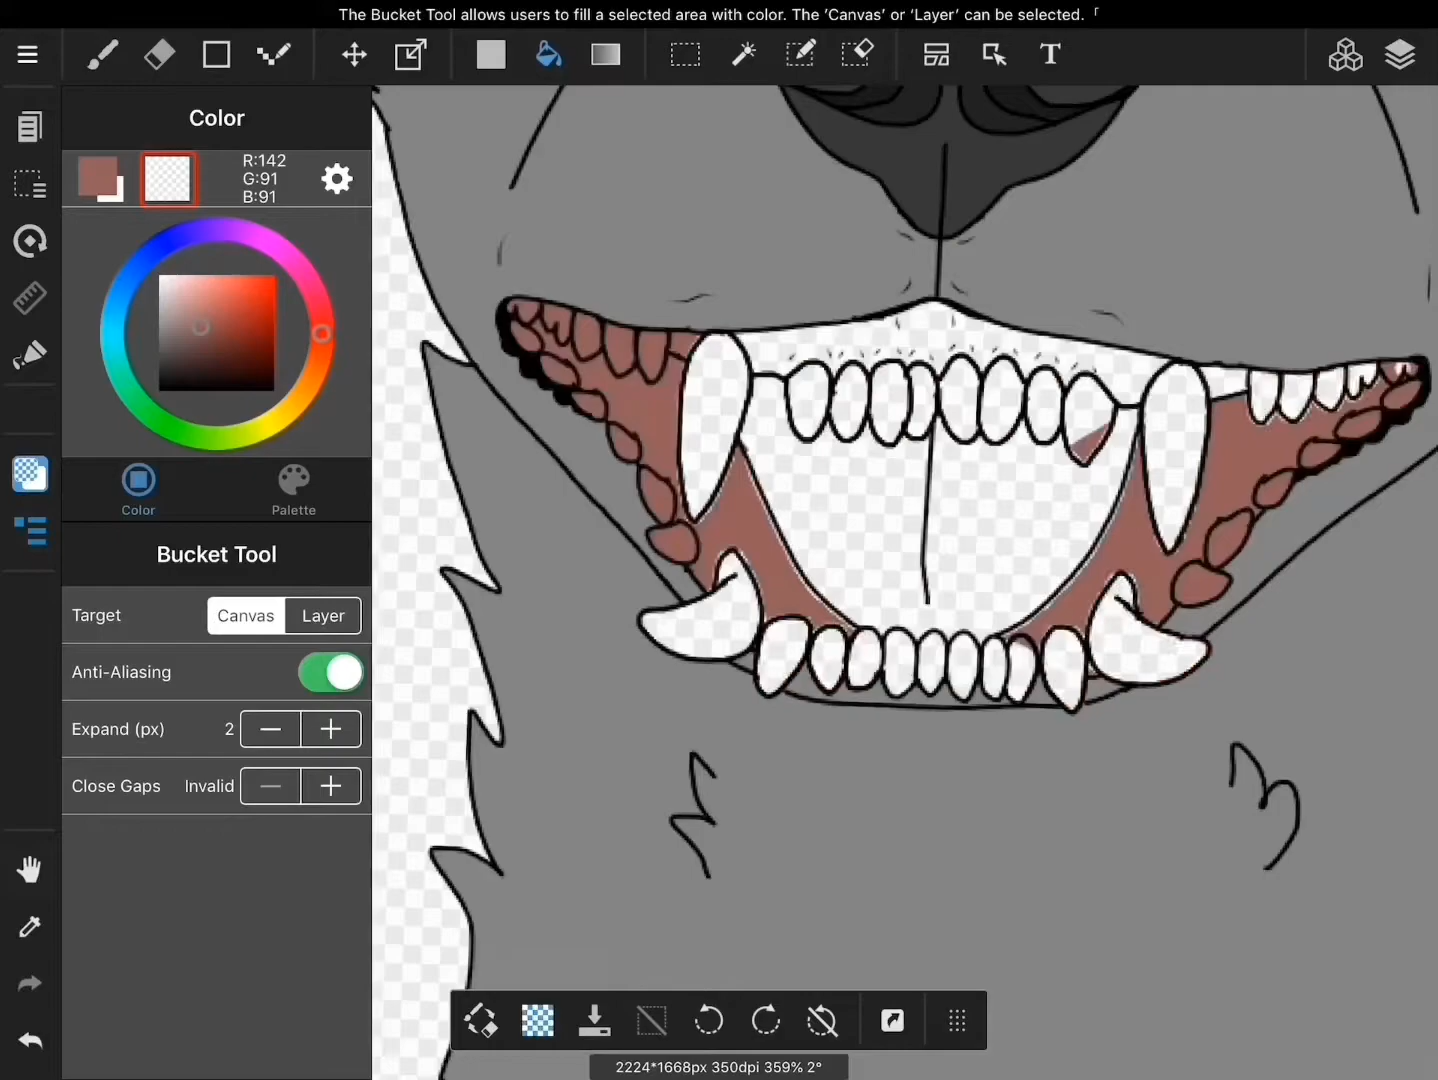 The Bucket Tool allows users to fill a selected area with color. The ‘Canvas’ or ‘Layer’ can be selected. ｢
T
Color
R:142
G:91
B:91
Color
Palette
Bucket Tool
Target
Canvas
Layer
Anti-Aliasing
Expand (px) 2
Close Gaps Invalid
2224*1668px 350dpi 359% 2°